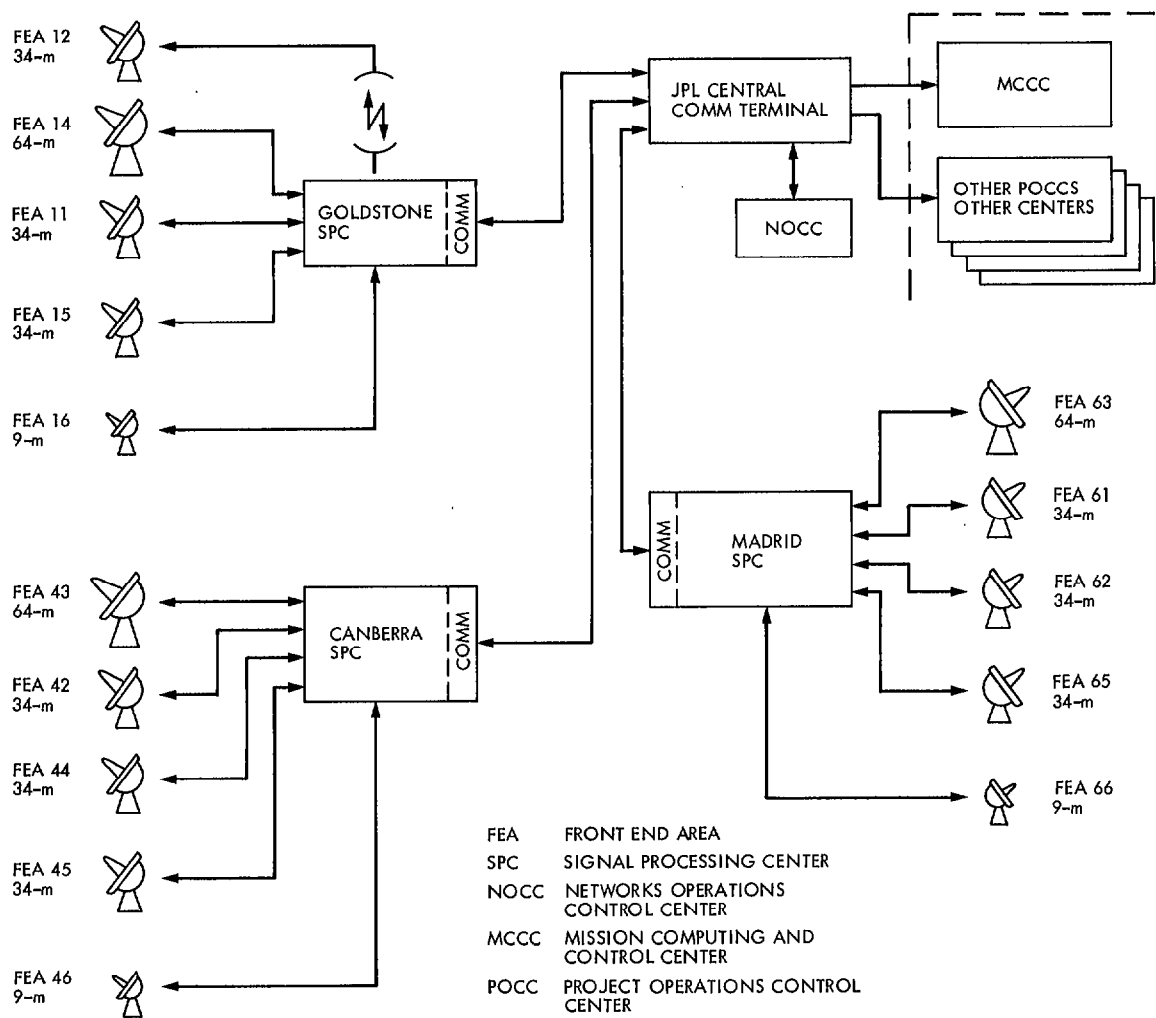 FEA 12
34-m
FEA 14
64-m
FEA 11
34-m
FEA 15
34-m
FEA 16
9-m
GOLDSTONE
SPC
COMM
JPL CENTRAL
COMM TERMINAL
NOCC
MCCC
OTHER POCCS
OTHER CENTERS
FEA 43
64-m
FEA 42
34-m
FEA 44
34-m
FEA 45
34-m
FEA 46
9-m
CANBERRA
SPC
COMM
COMM
MADRID
SPC
FEA 63
64-m
FEA 61
34-m
FEA 62
34-m
FEA 65
34-m
FEA 66
9-m
FEA FRONT END AREA
SPC SIGNAL PROCESSING CENTER
NOCC NETWORKS OPERATIONS
CONTROL CENTER
MCCC MISSION COMPUTING AND
CONTROL CENTER
POCC PROJECT OPERATIONS CONTROL
CENTER